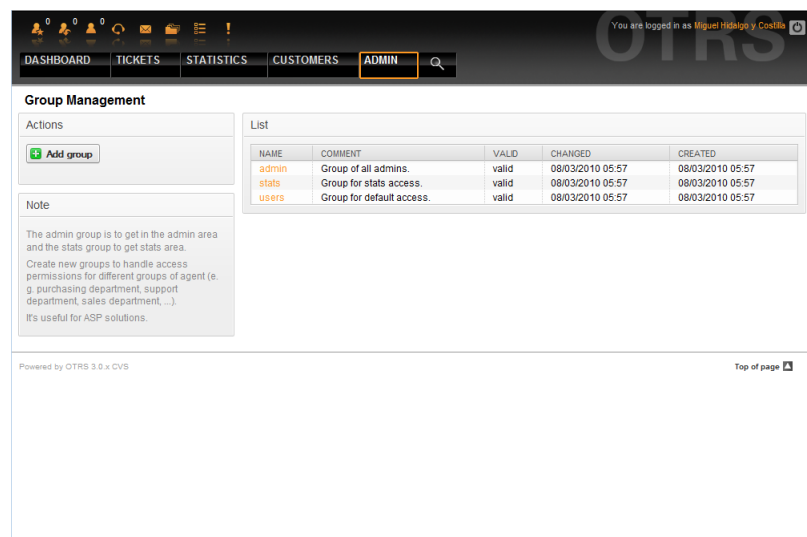 0 0 0
You are logged in as Miguel Hidalgo y Costilla
OTRS
DASHBOARD TICKETS STATISTICS CUSTOMERS ADMIN
Group Management
Actions
Add group
Note
The admin group is to get in the admin area
and the stats group to get stats area.
Create new groups to handle access
permissions for different groups of agent (e.
g. purchasing department, support
department, sales department, ...).
It's useful for ASP solutions.
List
NAME COMMENT VALID CHANGED CREATED
admin Group of all admins. valid 08/03/2010 05:57 08/03/2010 05:57
stats Group for stats access. valid 08/03/2010 05:57 08/03/2010 05:57
users Group for default access. valid 08/03/2010 05:57 08/03/2010 05:57
Powered by OTRS 3.0.x CVS
Top of page